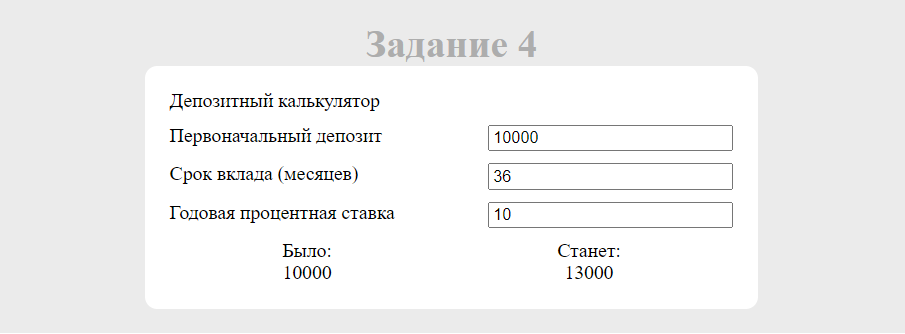 Задание 4
Депозитный калькулятор
Первоначальный депозит 10000
Срок вклада (месяцев) 36
Годовая процентная ставка 10
Было: Станет:
10000 13000